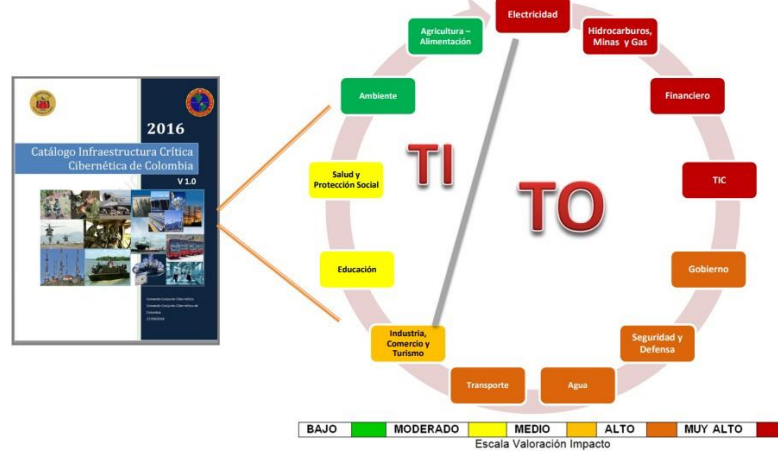 Electricidad
Hidrocarburos,
Minas y Gas
Financiero
TIC
Gobierno
Seguridad y
Defensa
Agua
Transporte
Industria,
Comercio y
Turismo
Educación
Salud y
Protección Social
Ambiente
Agricultura –
Alimentación
TI
TO
2016
Catálogo Infraestructura Crítica
Cibernética de Colombia
V 1.0
BAJO MODERADO MEDIO ALTO MUY ALTO
Escala Valoración Impacto